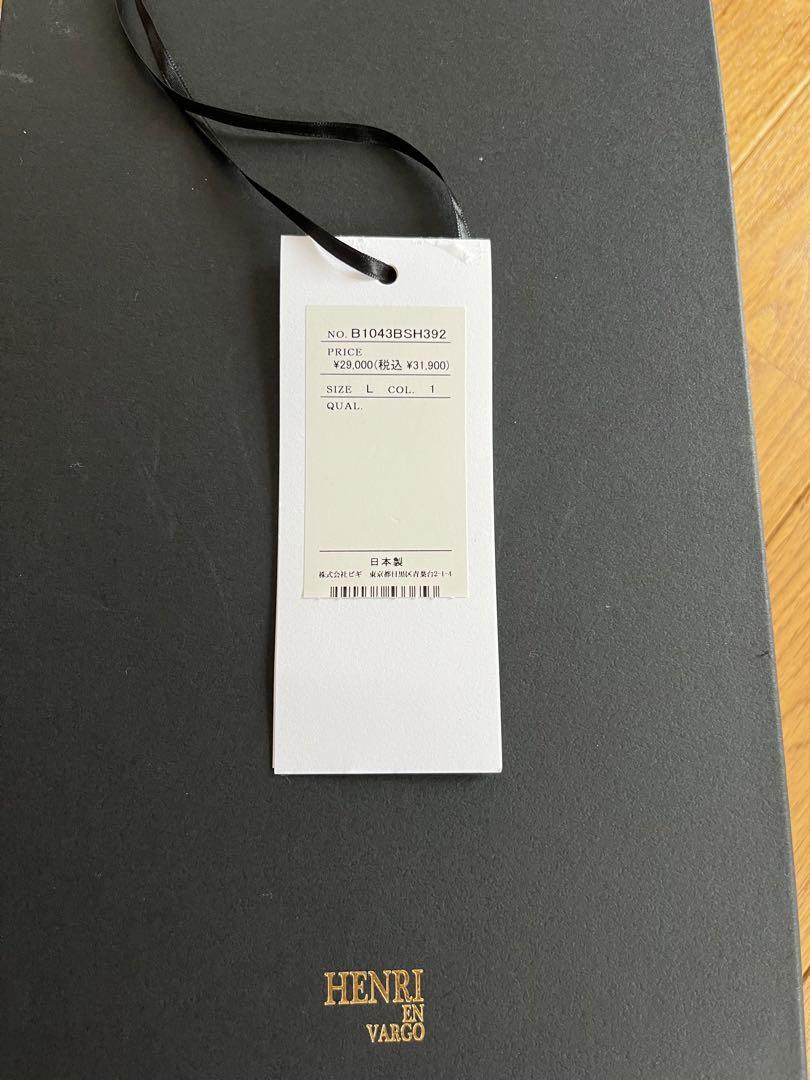 NO. B1043BSH392
PRICE
¥29,000(税込 ¥31,900)
SIZE L COL. 1
QUAL.
日本製
株式会社ビギ 東京都目黒区青葉台2-1-4
HENRI
EN
VARGO